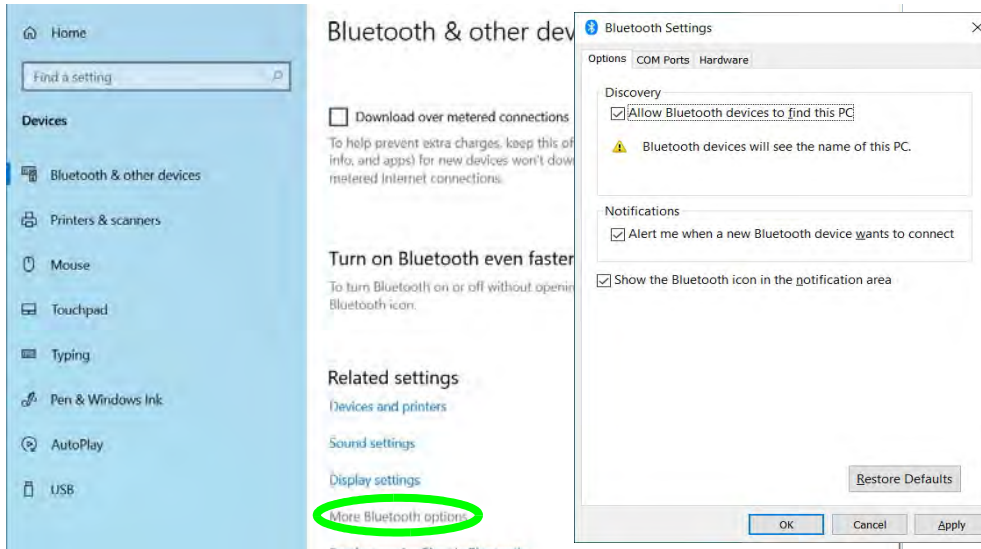 Home
Find a setting
Devices
Bluetooth & other devices
Printers & scanners
Mouse
Touchpad
Typing
Pen & Windows Ink
AutoPlay
USB
Bluetooth & other dev
Download over metered connections
To help prevent extra charges, keep this of
info, and apps) for new devices won't dow
metered Internet connections.
Turn on Bluetooth even faster
To turn Bluetooth on or off without openin
Bluetooth icon.
Related settings
Devices and printers
Sound settings
Display settings
More Bluetooth options
Bluetooth Settings
Options COM Ports Hardware
Discovery
Allow Bluetooth devices to find this PC
Bluetooth devices will see the name of this PC.
Notifications
Alert me when a new Bluetooth device wants to connect
Show the Bluetooth icon in the notification area
Restore Defaults
OK Cancel Apply